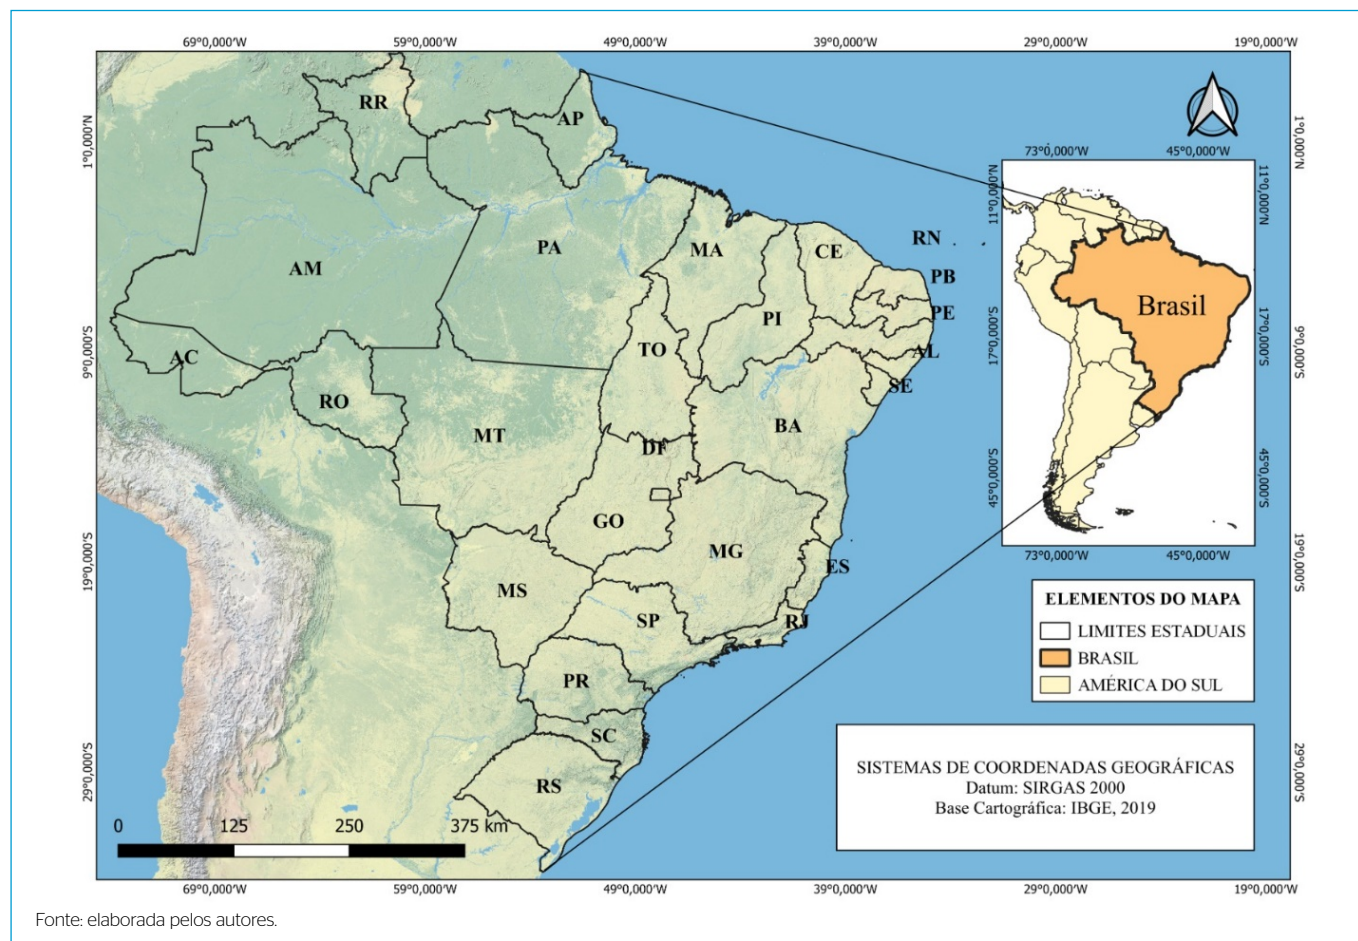 69°0,000'W 59°0,000'W 49°0,000'W 39°0,000'W 29°0,000'W 19°0,000'W
1°0,000'N
9°0,000'S
19°0,000'S
29°0,000'S
RR
AP
AM
PA
MA
CE
RN
PB
PE
AL
SE
PI
TO
AC
RO
MT
BA
DF
GO
MG
ES
MS
SP
RJ
PR
SC
RS
73°0,000'W 45°0,000'W
11°0,000'N
17°0,000'S
45°0,000'S
Brasil
11°0,000'N
17°0,000'S
45°0,000'S
73°0,000'W 45°0,000'W
1°0,000'N
9°0,000'S
19°0,000'S
29°0,000'S
ELEMENTOS DO MAPA
LIMITES ESTADUAIS
BRASIL
AMÉRICA DO SUL
SISTEMAS DE COORDENADAS GEOGRÁFICAS
Datum: SIRGAS 2000
Base Cartográfica: IBGE, 2019
0 125 250 375 km
69°0,000'W 59°0,000'W 49°0,000'W 39°0,000'W 29°0,000'W 19°0,000'W
Fonte: elaborada pelos autores.